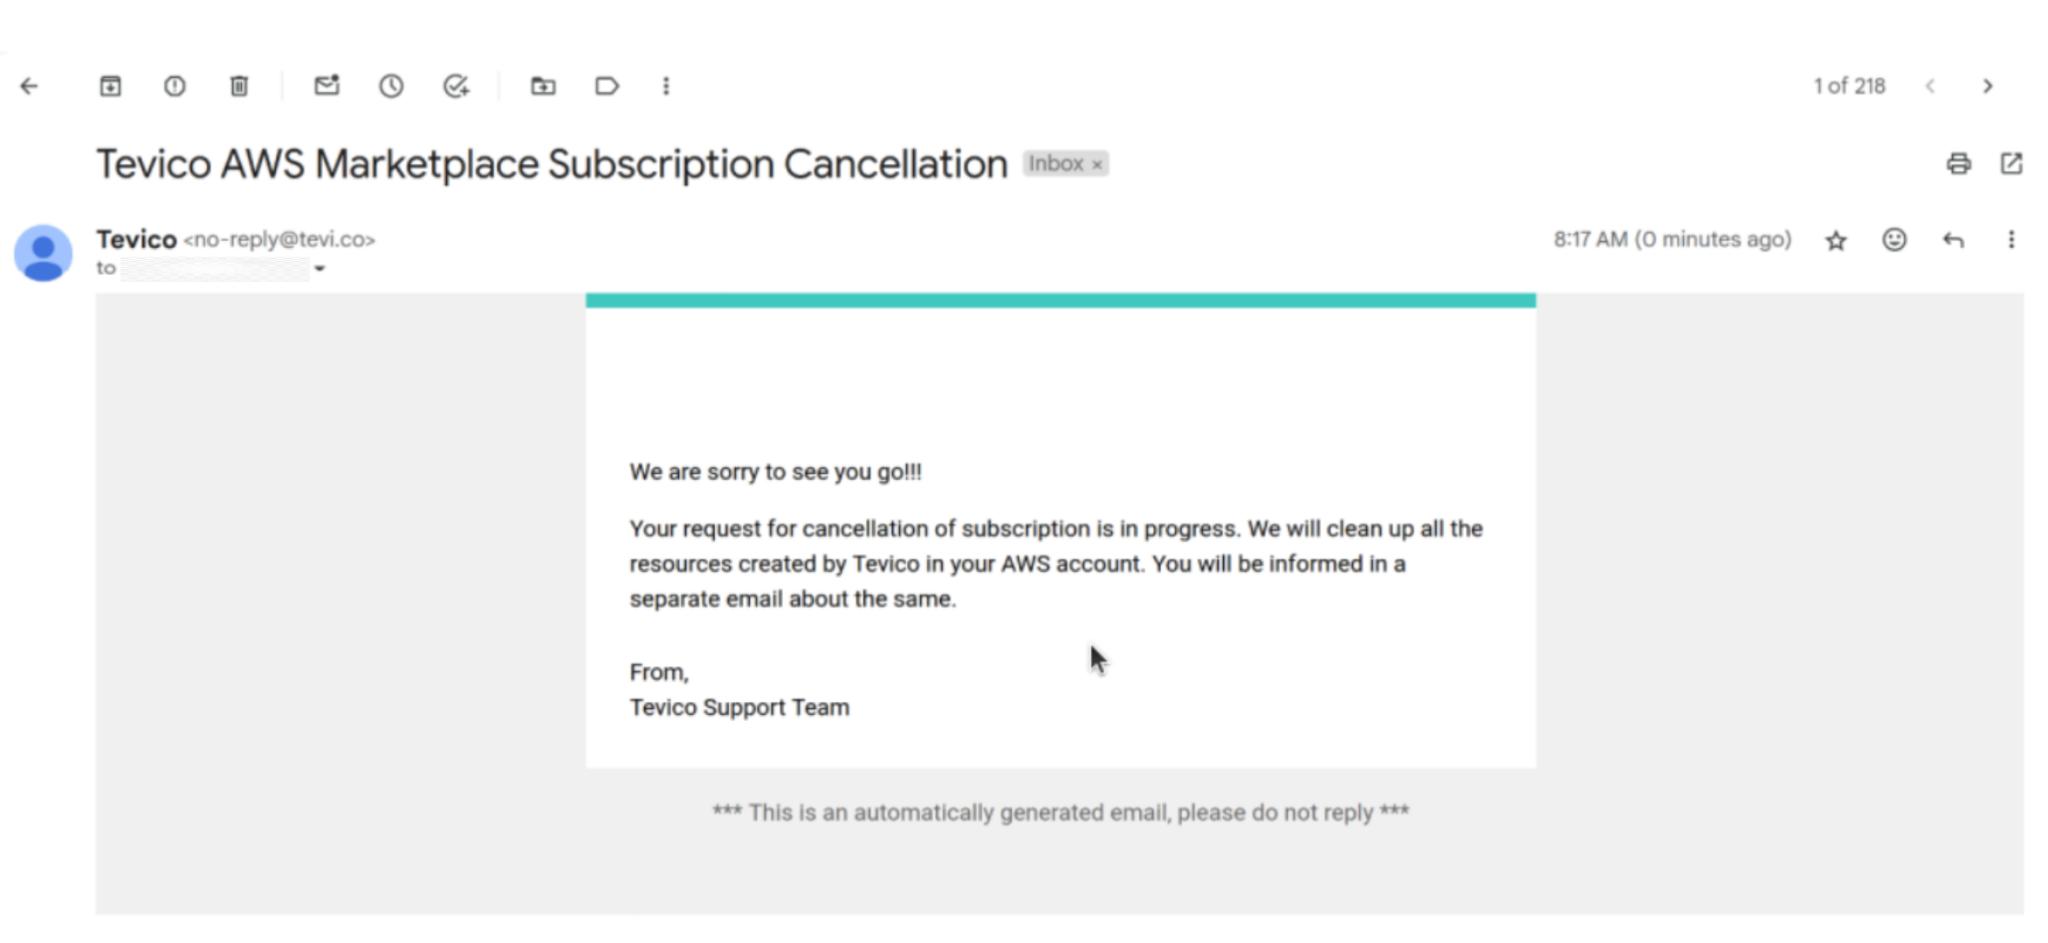 1 of 218
Tevico AWS Marketplace Subscription Cancellation Inbox ×
Tevico <no-reply@tevi.co> 8:17 AM (0 minutes ago)
to
We are sorry to see you go!!!
Your request for cancellation of subscription is in progress. We will clean up all the
resources created by Tevico in your AWS account. You will be informed in a
separate email about the same.
From,
Tevico Support Team
*** This is an automatically generated email, please do not reply ***